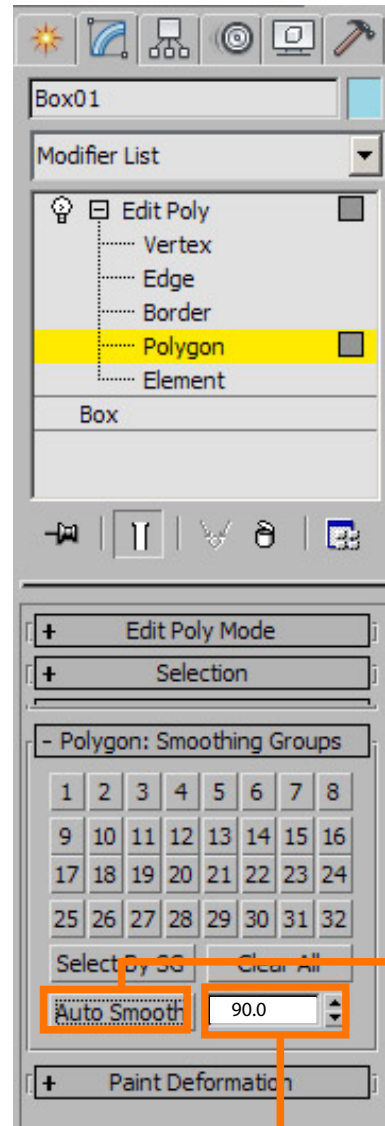 Box01
Modifier List
Edit Poly
Vertex
Edge
Border
Polygon
Element
Box
+ Edit Poly Mode
+ Selection
- Polygon: Smoothing Groups
1 2 3 4 5 6 7 8
9 10 11 12 13 14 15 16
17 18 19 20 21 22 23 24
25 26 27 28 29 30 31 32
Select By SG Clear All
Auto Smooth 90.0
+ Paint Deformation